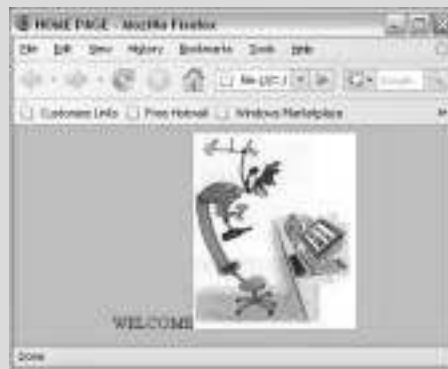 HOME PAGE - Mozilla Firefox
File Edit View History Bookmarks Tools Help
Customize Links Free Hotmail Windows Marketplace
WELCOME
Done